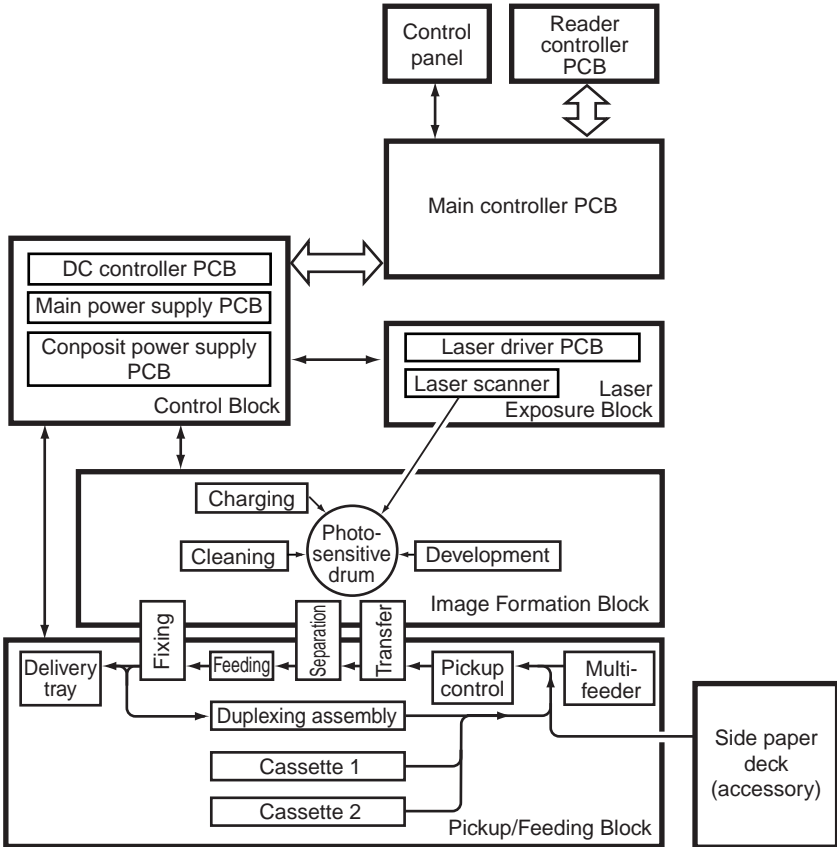 Control
panel
Reader
controller
PCB
Main controller PCB
DC controller PCB
Main power supply PCB
Conposit power supply
PCB
Control Block
Laser driver PCB
Laser scanner
Laser
Exposure Block
Charging
Cleaning
Photo-
sensitive
drum
Development
Image Formation Block
Delivery
tray
Fixing
Feeding
Separation
Transfer
Pickup
control
Multi-
feeder
Duplexing assembly
Cassette 1
Cassette 2
Pickup/Feeding Block
Side paper
deck
(accessory)